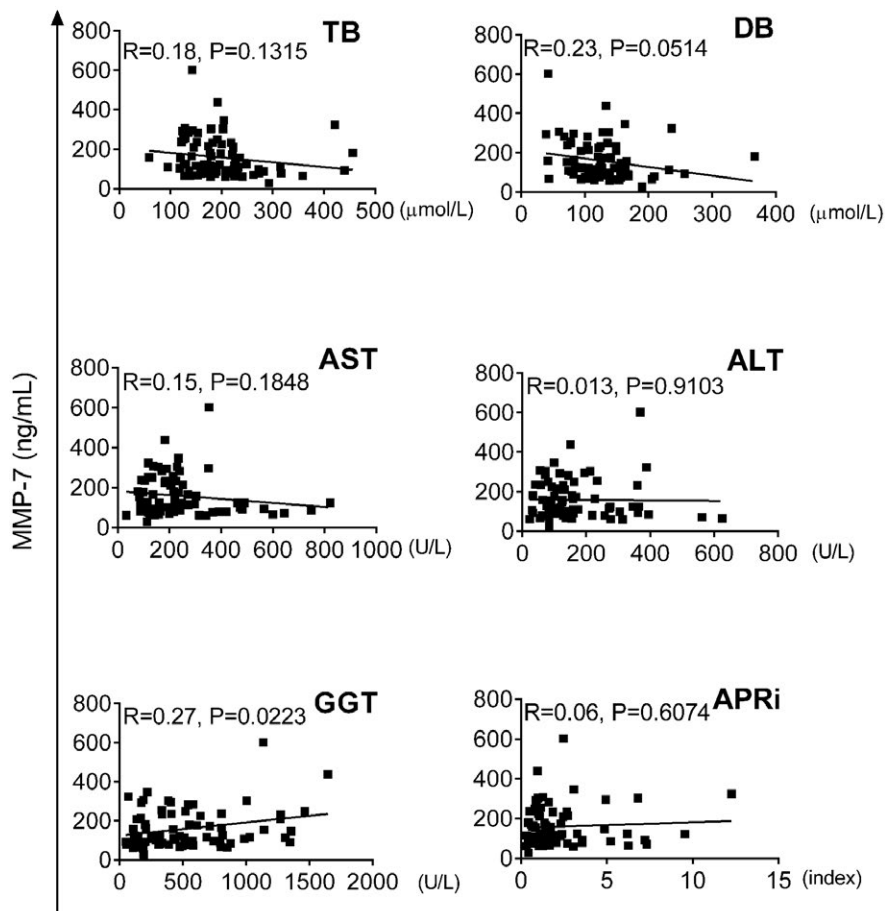 TB
R=0.18, P=0.1315
800
600
400
200
0
0 100 200 300 400 500 (μmol/L)
DB
R=0.23, P=0.0514
800
600
400
200
0
0 100 200 300 400
(μmol/L)
MMP-7 (ng/mL)
AST
R=0.15, P=0.1848
800
600
400
200
0
0 200 400 600 800 1000 (U/L)
ALT
R=0.013, P=0.9103
800
600
400
200
0
0 200 400 600 800
(U/L)
GGT
R=0.27, P=0.0223
800
600
400
200
0
0 500 1000 1500 2000
(U/L)
APRi
R=0.06, P=0.6074
800
600
400
200
0
0 5 10 15
(index)